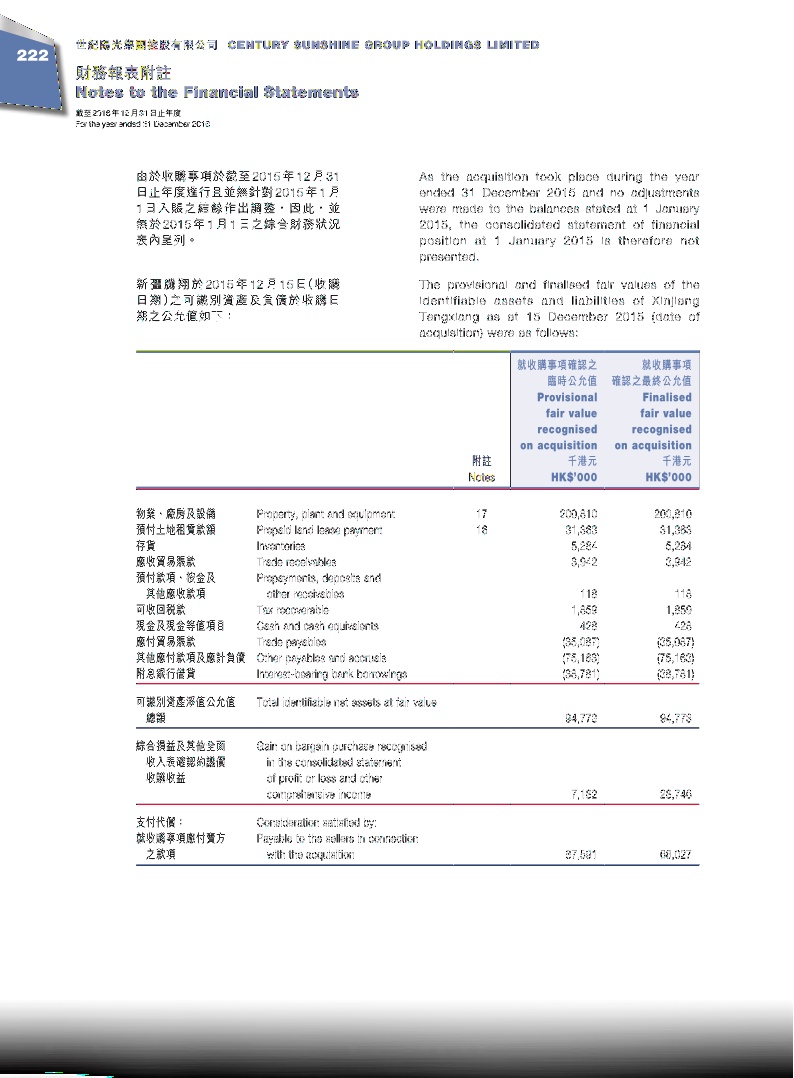 222
世紀陽光集團控股有限公司 CENTURY SUNSHINE GROUP HOLDINGS LIMITED
財務報表附註
Notes to the Financial Statements
截至2016年12月31日止年度
For the year ended 31 December 2016
由於收購事項於截至2015年12月31
日止年度進行且並無針對2015年1月
1日入賬之結餘作出調整,因此,並
無於2015年1月1日之綜合財務狀況
表內呈列。
As the acquisition took place during the year
ended 31 December 2015 and no adjustments
were made to the balances stated at 1 January
2015, the consolidated statement of financial
position at 1 January 2015 is therefore not
presented.
新疆騰翔於2015年12月15日(收購
日期)之可識別資產及負債於收購日
期之公允值如下:
The provisional and finalised fair values of the
identifiable assets and liabilities of Xinjiang
Tengxiang as at 15 December 2015 (date of
acquisition) were as follows:
就收購事項確認之 就收購事項
臨時公允值 確認之最終公允值
Provisional Finalised
fair value fair value
recognised recognised
on acquisition on acquisition
附註 千港元 千港元
Notes HK$'000 HK$'000
物業、廠房及設備 Property, plant and equipment 17 200,810 200,810
預付土地租賃款額 Prepaid land lease payment 18 31,363 31,363
存貨 Inventories 5,284 5,284
應收貿易賬款 Trade receivables 3,942 3,942
預付款項、按金及 Prepayments, deposits and
其他應收款項 other receivables 118 118
可收回稅款 Tax recoverable 1,859 1,859
現金及現金等值項目 Cash and cash equivalents 428 428
應付貿易賬款 Trade payables (35,087) (35,087)
其他應付款項及應計負債 Other payables and accruals (75,163) (75,163)
附息銀行借貸 Interest-bearing bank borrowings (38,781) (38,781)
可識別資產淨值公允值 Total identifiable net assets at fair value
總額 94,773 94,773
綜合損益及其他全面 Gain on bargain purchase recognised
收入表確認的議價 in the consolidated statement
收購收益 of profit or loss and other
comprehensive income 7,182 26,746
支付代價: Consideration satisfied by:
就收購事項應付賣方 Payable to the sellers in connection
之款項 with the acquisition 87,591 68,027